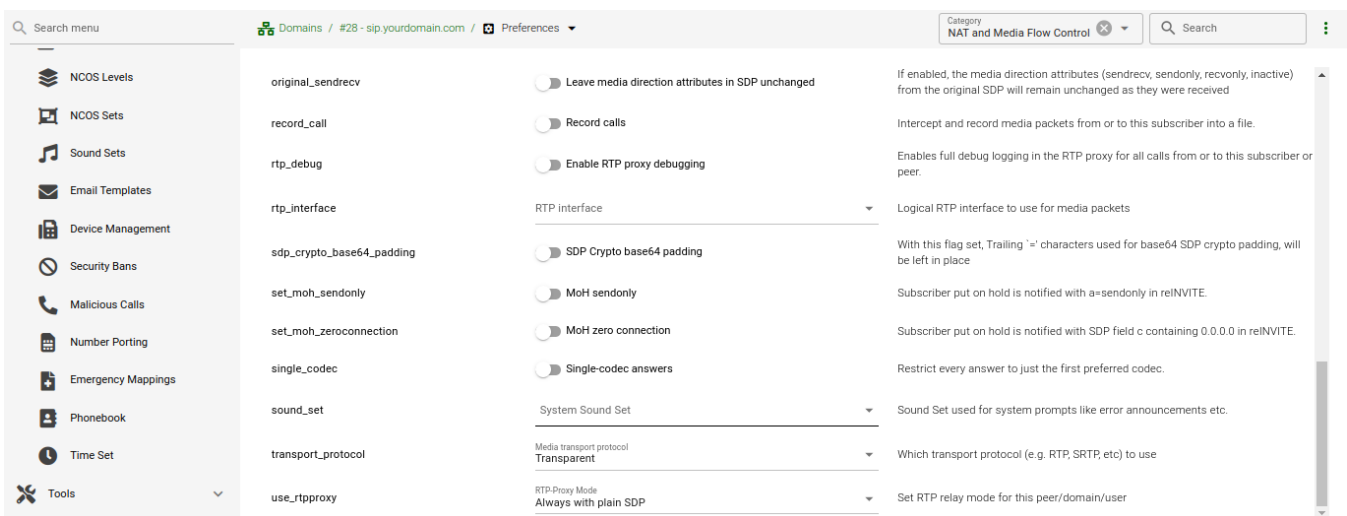 Search menu
Domains / #28 - sip.yourdomain.com / Preferences
Category
NAT and Media Flow Control
Search
NCOS Levels
NCOS Sets
Sound Sets
Email Templates
Device Management
Security Bans
Malicious Calls
Number Porting
Emergency Mappings
Phonebook
Time Set
Tools
original_sendrecv
Leave media direction attributes in SDP unchanged
If enabled, the media direction attributes (sendrecv, sendonly, recvonly, inactive)
from the original SDP will remain unchanged as they were received
record_call
Record calls
Intercept and record media packets from or to this subscriber into a file.
rtp_debug
Enable RTP proxy debugging
Enables full debug logging in the RTP proxy for all calls from or to this subscriber or
peer.
rtp_interface
RTP interface
Logical RTP interface to use for media packets
sdp_crypto_base64_padding
SDP Crypto base64 padding
With this flag set, Trailing `=' characters used for base64 SDP crypto padding, will
be left in place
set_moh_sendonly
MoH sendonly
Subscriber put on hold is notified with a=sendonly in reINVITE.
set_moh_zeroconnection
MoH zero connection
Subscriber put on hold is notified with SDP field c containing 0.0.0.0 in reINVITE.
single_codec
Single-codec answers
Restrict every answer to just the first preferred codec.
sound_set
System Sound Set
Sound Set used for system prompts like error announcements etc.
transport_protocol
Media transport protocol
Transparent
Which transport protocol (e.g. RTP, SRTP, etc) to use
use_rtpproxy
RTP-Proxy Mode
Always with plain SDP
Set RTP relay mode for this peer/domain/user